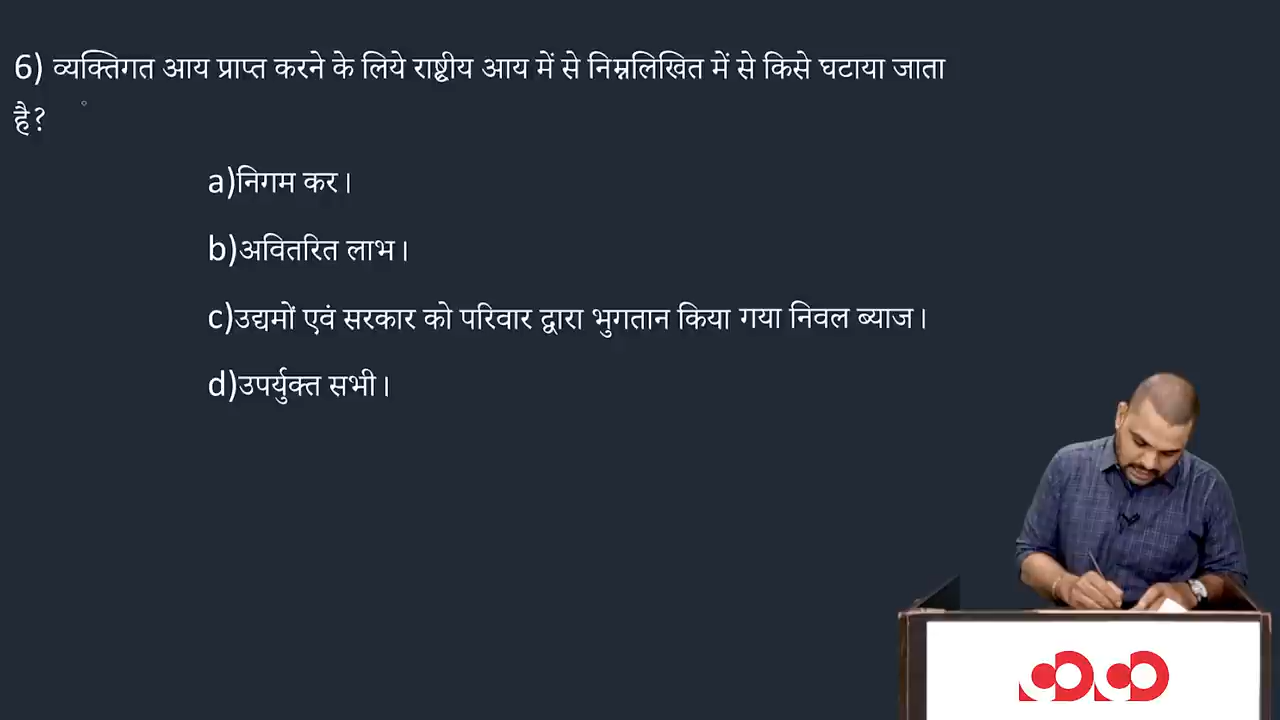 6) व्यक्तिगत आय प्राप्त करने के लिये राष्ट्रीय आय में से निम्नलिखित में से किसे घटाया जाता
है?
a)निगम कर।
b)अवितरित लाभ।
c)उद्यमों एवं सरकार को परिवार द्वारा भुगतान किया गया निवल ब्याज।
d)उपर्युक्त सभी।